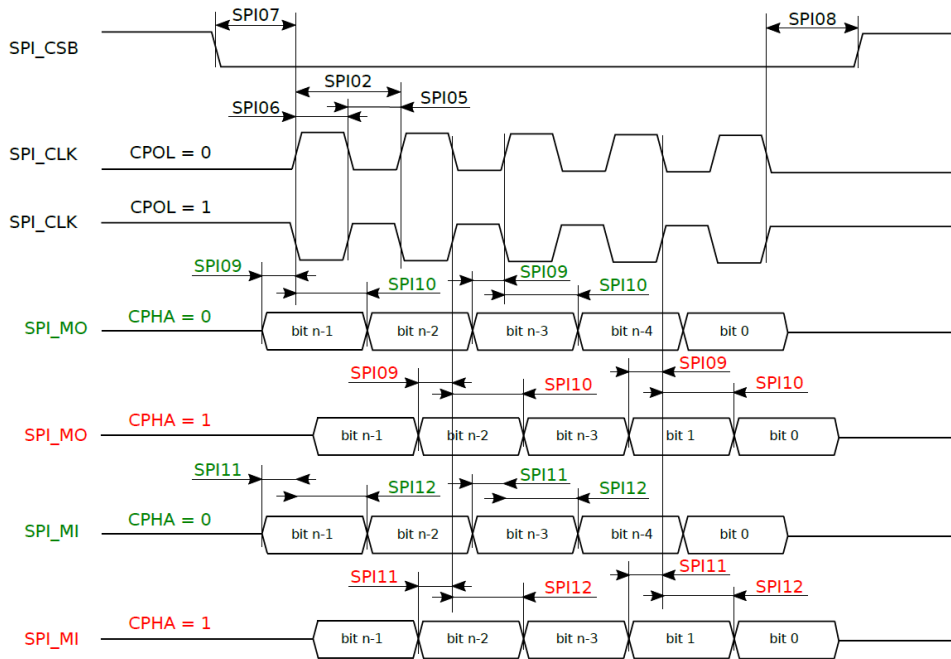 SPI07
SPI08
SPI_CSB
SPI02
SPI05
SPI06
SPI_CLK CPOL = 0
SPI_CLK CPOL = 1
SPI09 SPI09
SPI10 SPI10
SPI_MO CPHA = 0 bit n-1 bit n-2 bit n-3 bit n-4 bit 0
SPI09 SPI09
SPI10 SPI10
SPI_MO CPHA = 1 bit n-1 bit n-2 bit n-3 bit 1 bit 0
SPI11 SPI11
SPI12 SPI12
SPI_MI CPHA = 0 bit n-1 bit n-2 bit n-3 bit n-4 bit 0
SPI11 SPI11
SPI12 SPI12
SPI_MI CPHA = 1 bit n-1 bit n-2 bit n-3 bit 1 bit 0